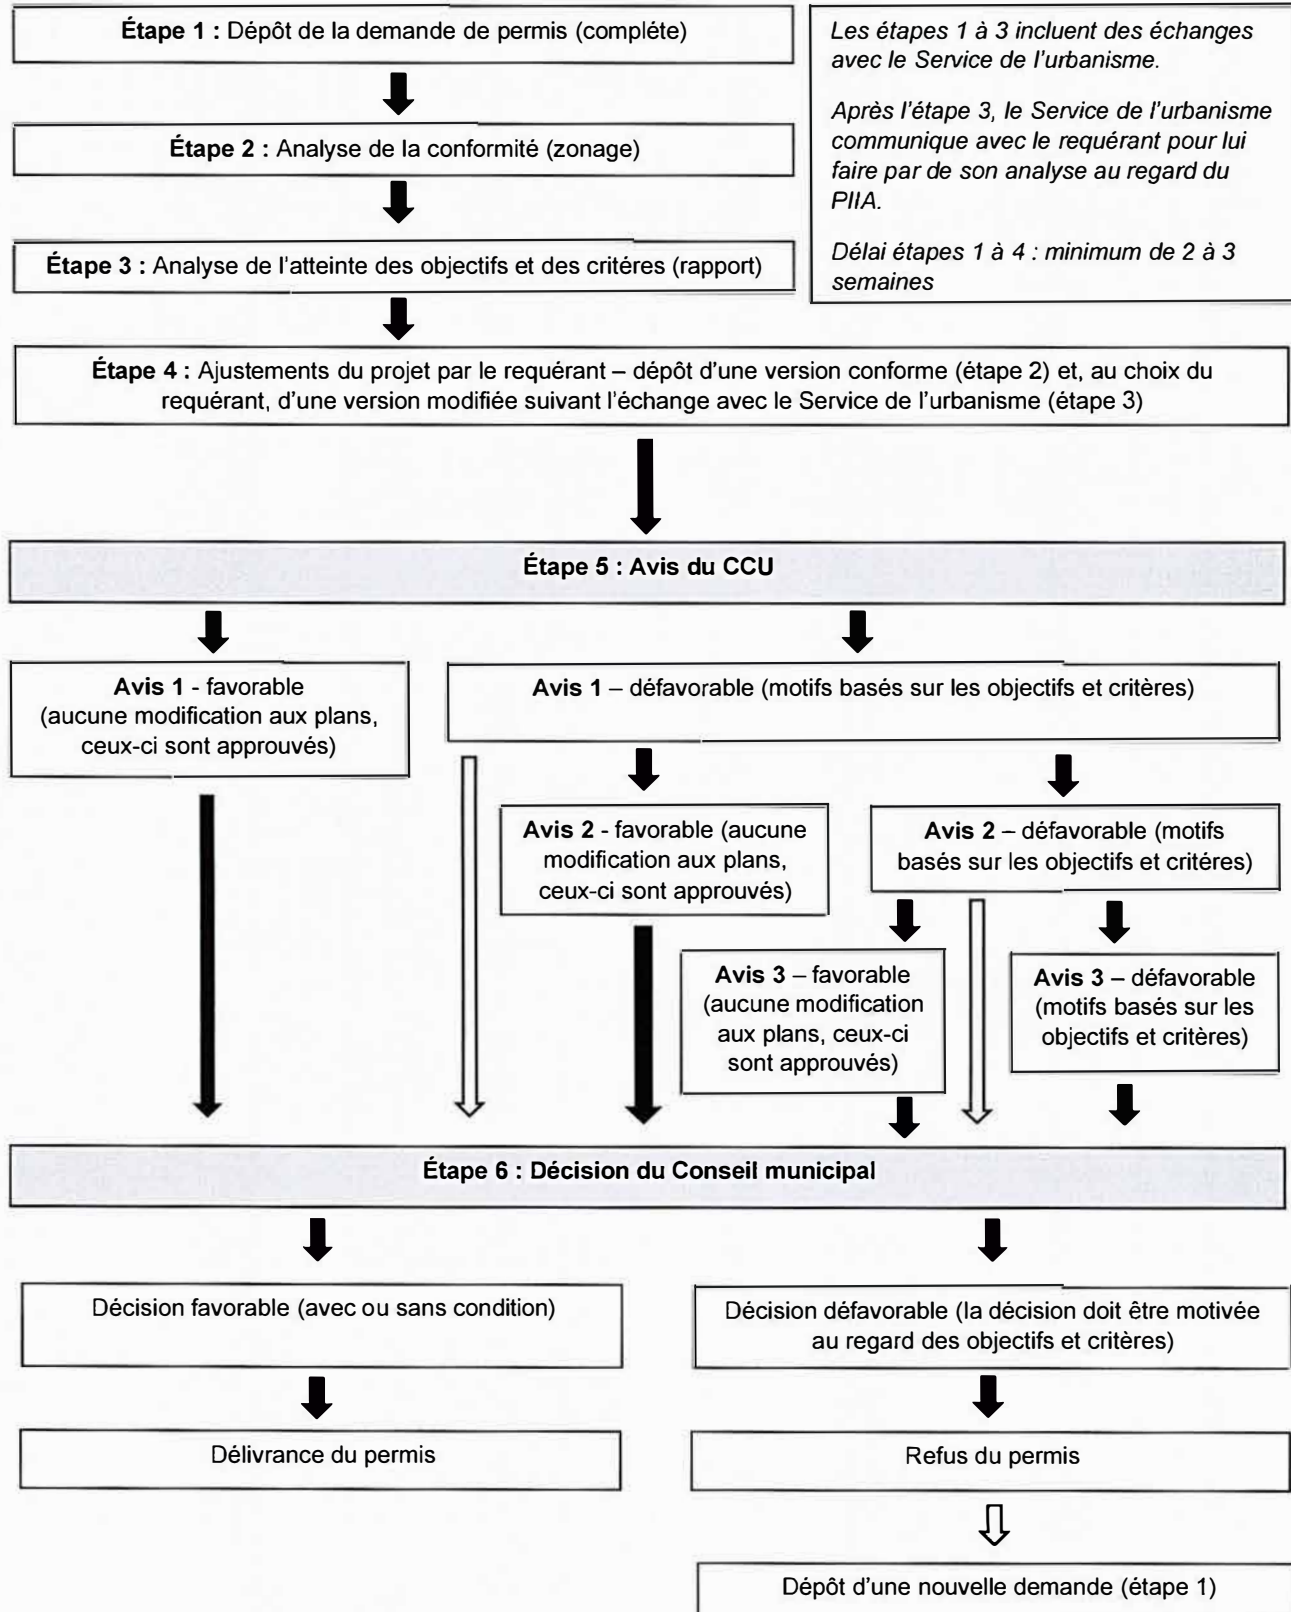 Étape 1 : Dépôt de la demande de permis (compléte)
Les étapes 1 à 3 incluent des échanges
avec le Service de l'urbanisme.
Après l'étape 3, le Service de l'urbanisme
communique avec le requérant pour lui
faire par de son analyse au regard du
PIIA.
Délai étapes 1 à 4 : minimum de 2 à 3
semaines
Étape 2 : Analyse de la conformité (zonage)
Étape 3 : Analyse de l'atteinte des objectifs et des critéres (rapport)
Étape 4 : Ajustements du projet par le requérant – dépôt d'une version conforme (étape 2) et, au choix du
requérant, d'une version modifiée suivant l'échange avec le Service de l'urbanisme (étape 3)
Étape 5 : Avis du CCU
Avis 1 - favorable
(aucune modification aux plans,
ceux-ci sont approuvés)
Avis 1 – défavorable (motifs basés sur les objectifs et critères)
Avis 2 - favorable (aucune
modification aux plans,
ceux-ci sont approuvés)
Avis 2 – défavorable (motifs
basés sur les objectifs et critéres)
Avis 3 – favorable
(aucune modification
aux plans, ceux-ci
sont approuvés)
Avis 3 – défavorable
(motifs basés sur les
objectifs et critères)
Étape 6 : Décision du Conseil municipal
Décision favorable (avec ou sans condition)
Décision défavorable (la décision doit être motivée
au regard des objectifs et critères)
Délivrance du permis
Refus du permis
Dépôt d'une nouvelle demande (étape 1)